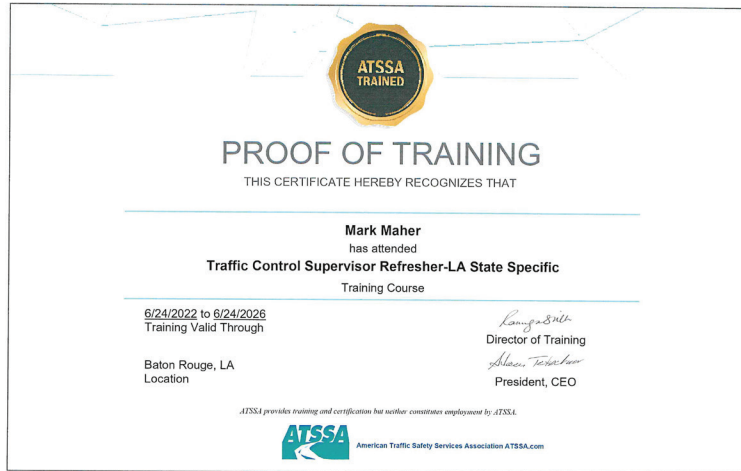 ATSSA
TRAINED
PROOF OF TRAINING
THIS CERTIFICATE HEREBY RECOGNIZES THAT
Mark Maher
has attended
Traffic Control Supervisor Refresher-LA State Specific
Training Course
6/24/2022 to 6/24/2026
Training Valid Through
Director of Training
Baton Rouge, LA
Location
President, CEO
ATSSA provides training and certification but neither constitutes employment by ATSSA.
ATSSA
American Traffic Safety Services Association ATSSA.com